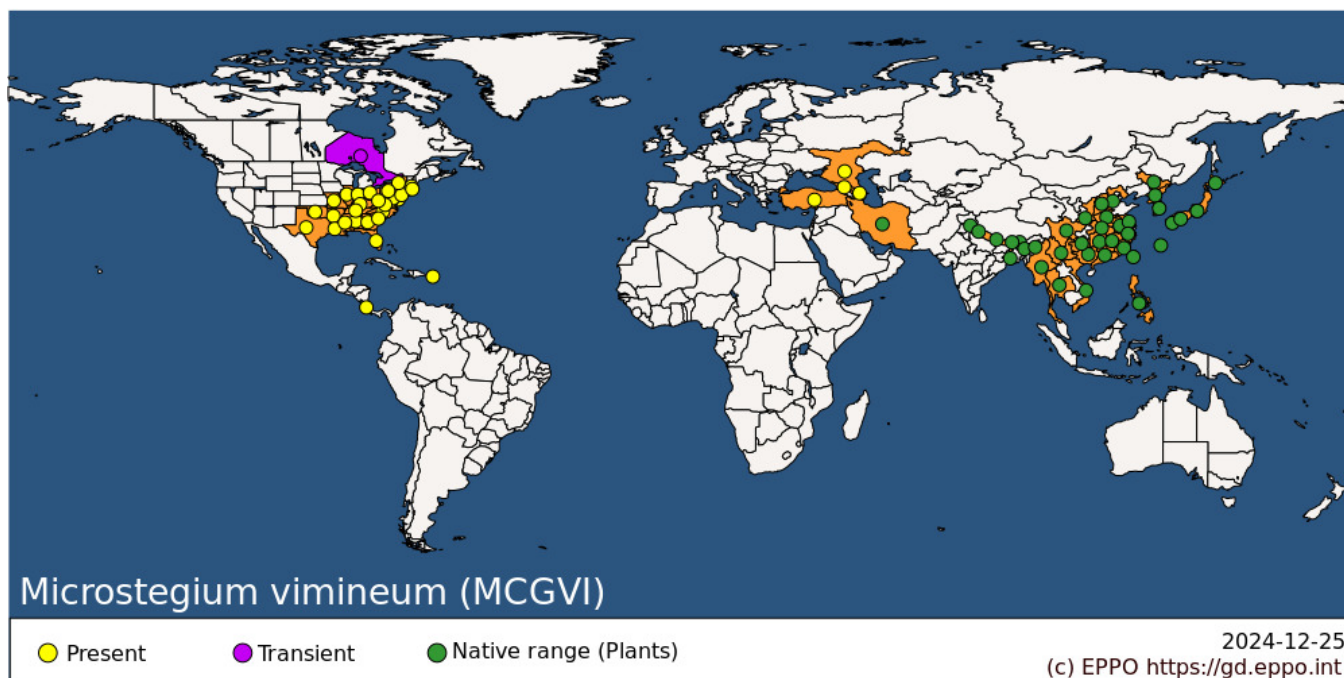 Microstegium vimineum (MCGVI)
Present
Transient
Native range (Plants)
2024-12-25
(c) EPPO https://gd.eppo.int